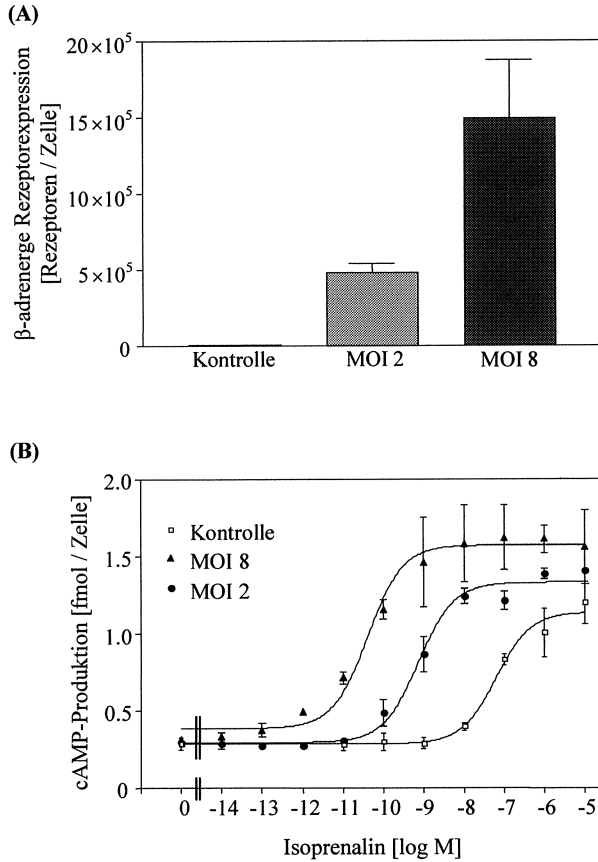 (A)
β-adrenerge Rezeptorexpression
[Rezeptoren / Zelle]
20×10⁵
15×10⁵
10×10⁵
5×10⁵
0
Kontrolle MOI 2 MOI 8
(B)
cAMP-Produktion [fmol / Zelle]
2.0
1.5
1.0
0.5
0
Kontrolle
MOI 8
MOI 2
0 -14 -13 -12 -11 -10 -9 -8 -7 -6 -5
Isoprenalin [log M]